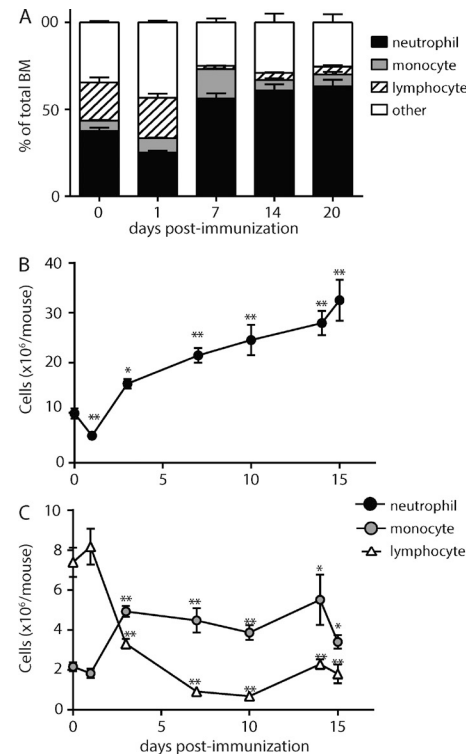 A
00
50
0
% of total BM
0 1 7 14 20
days post-immunization
neutrophil
monocyte
lymphocyte
other
B
40
30
20
10
0
Cells (x10⁶/mouse)
* ** ** ** ** **
0 5 10 15
C
10
8
6
4
2
0
Cells (x10⁶/mouse)
** ** ** * *
** ** ** ** **
0 5 10 15
days post-immunization
neutrophil
monocyte
lymphocyte